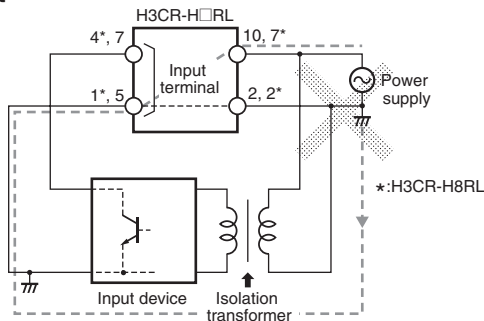 H3CR-H□RL
4*, 7
10, 7*
Input
terminal
1*, 5
2, 2*
Power
supply
*:H3CR-H8RL
Input device
Isolation
transformer